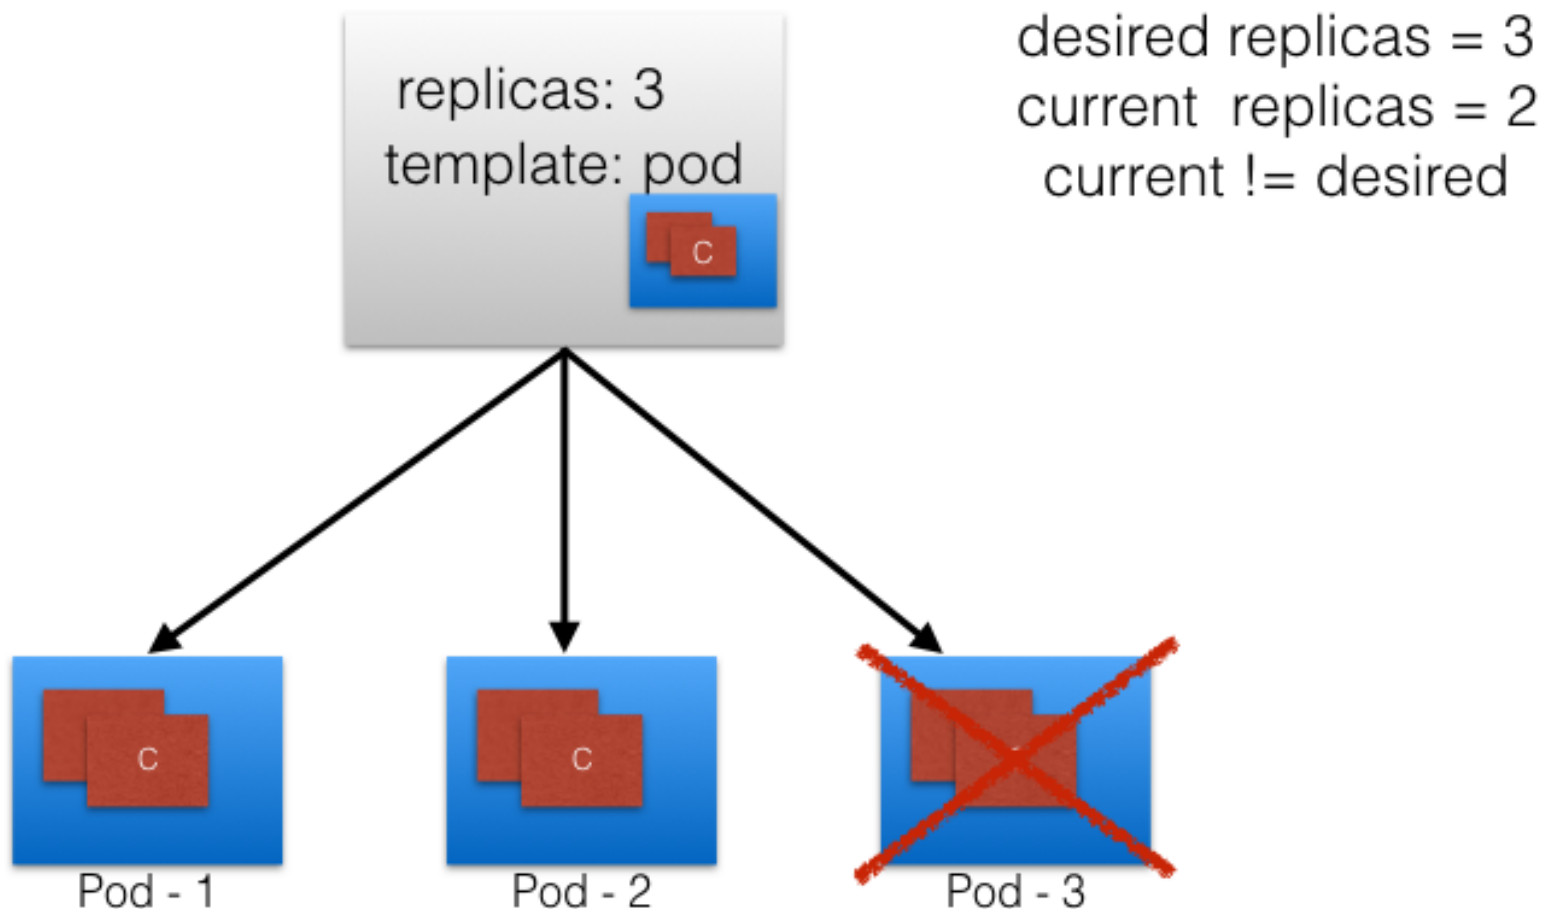 replicas: 3
template: pod
C
desired replicas = 3
current replicas = 2
current != desired
C
C
Pod - 1
Pod - 2
Pod - 3